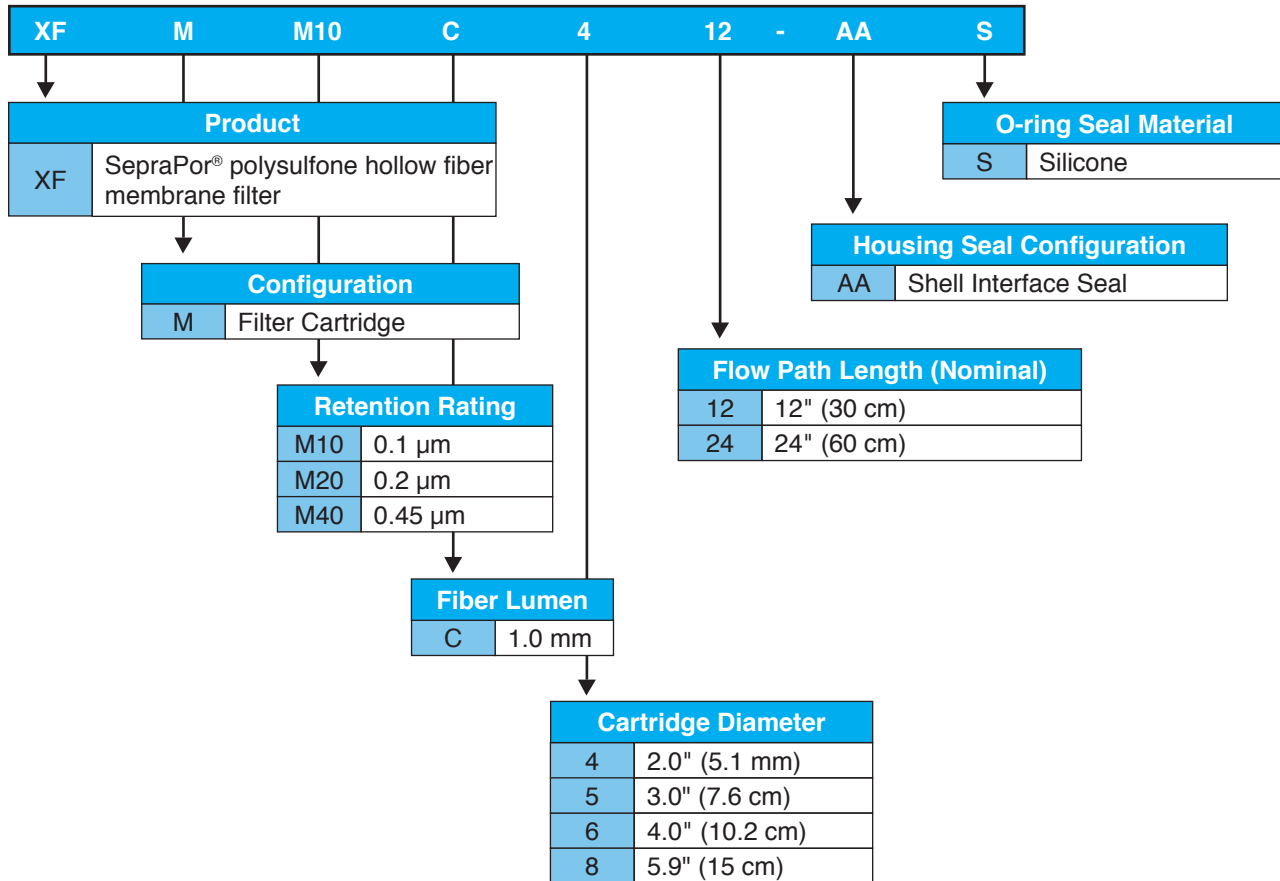 XF M M10 C 4 12 - AA S
Product
XF SepraPor® polysulfone hollow fiber
membrane filter
O-ring Seal Material
S Silicone
Housing Seal Configuration
AA Shell Interface Seal
Configuration
M Filter Cartridge
Flow Path Length (Nominal)
12 12" (30 cm)
24 24" (60 cm)
Retention Rating
M10 0.1 µm
M20 0.2 µm
M40 0.45 µm
Fiber Lumen
C 1.0 mm
Cartridge Diameter
4 2.0" (5.1 mm)
5 3.0" (7.6 cm)
6 4.0" (10.2 cm)
8 5.9" (15 cm)